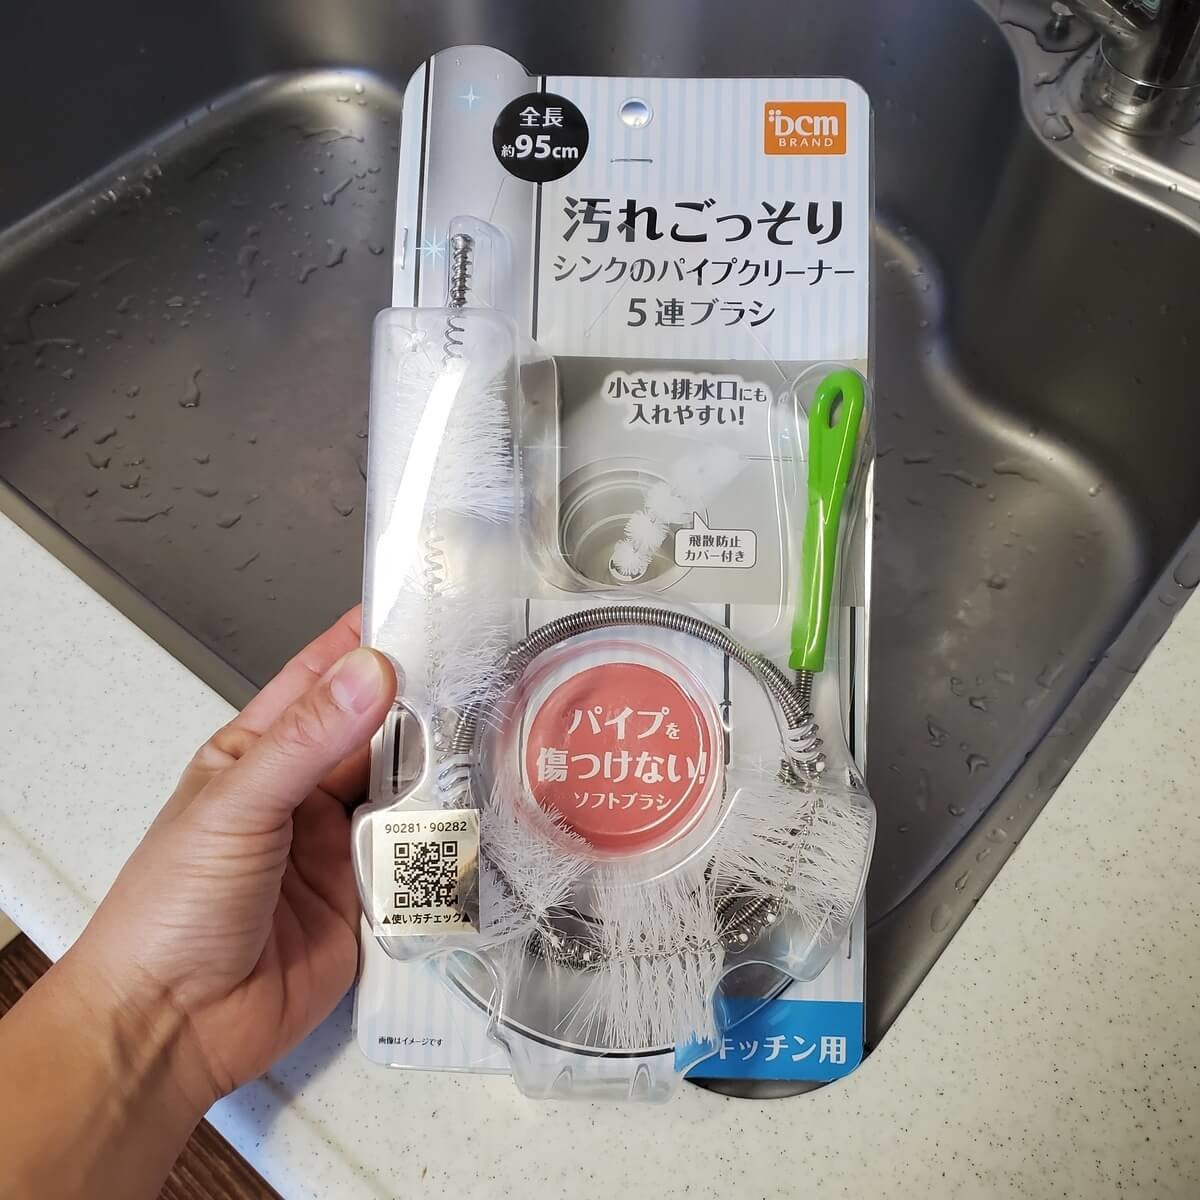 全長
約95cm
DCM
BRAND
汚れごっそり
シンクのパイプクリーナー
5連ブラシ
小さい排水口にも
入れやすい!
飛散防止
カバー付き
パイプを
傷つけない!
ソフトブラシ
90281・90282
▲使い方チェック▲
画像はイメージです
キッチン用